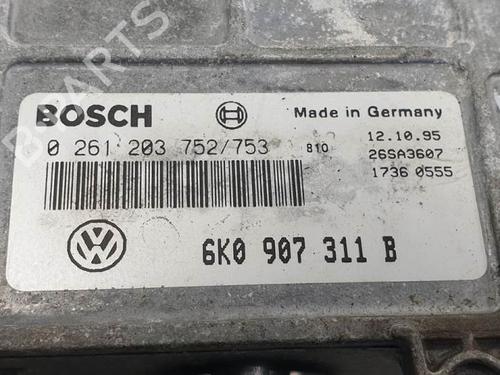 BOSCH
Made in Germany
0 261 203 752/753 810
12.10.95
26SA3607
1736 0555
6K0 907 311 B